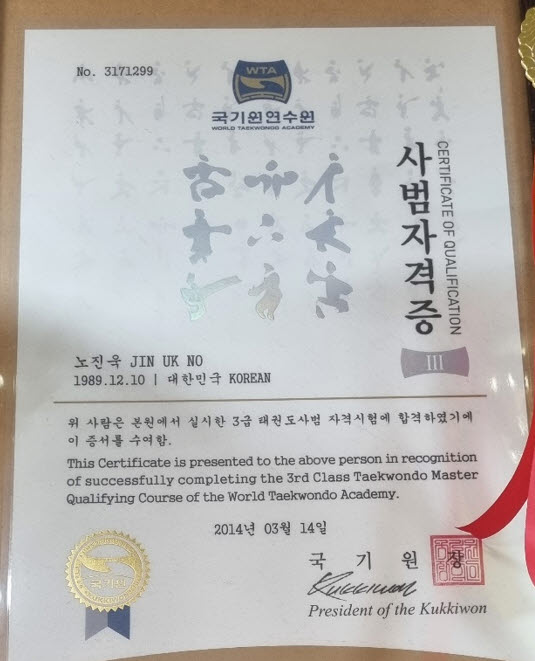 No. 3171299
WTA
국기원연수원
WORLD TAEKWONDO ACADEMY
사범자격증
CERTIFICATE OF QUALIFICATION
III
노진욱 JIN UK NO
1989.12.10 | 대한민국 KOREAN
위 사람은 본원에서 실시한 3급 태권도사범 자격시험에 합격하였기에
이 증서를 수여함.
This Certificate is presented to the above person in recognition
of successfully completing the 3rd Class Taekwondo Master
Qualifying Course of the World Taekwondo Academy.
2014년 03월 14일
국기원
국 기 원 장
Kukkiwon
President of the Kukkiwon